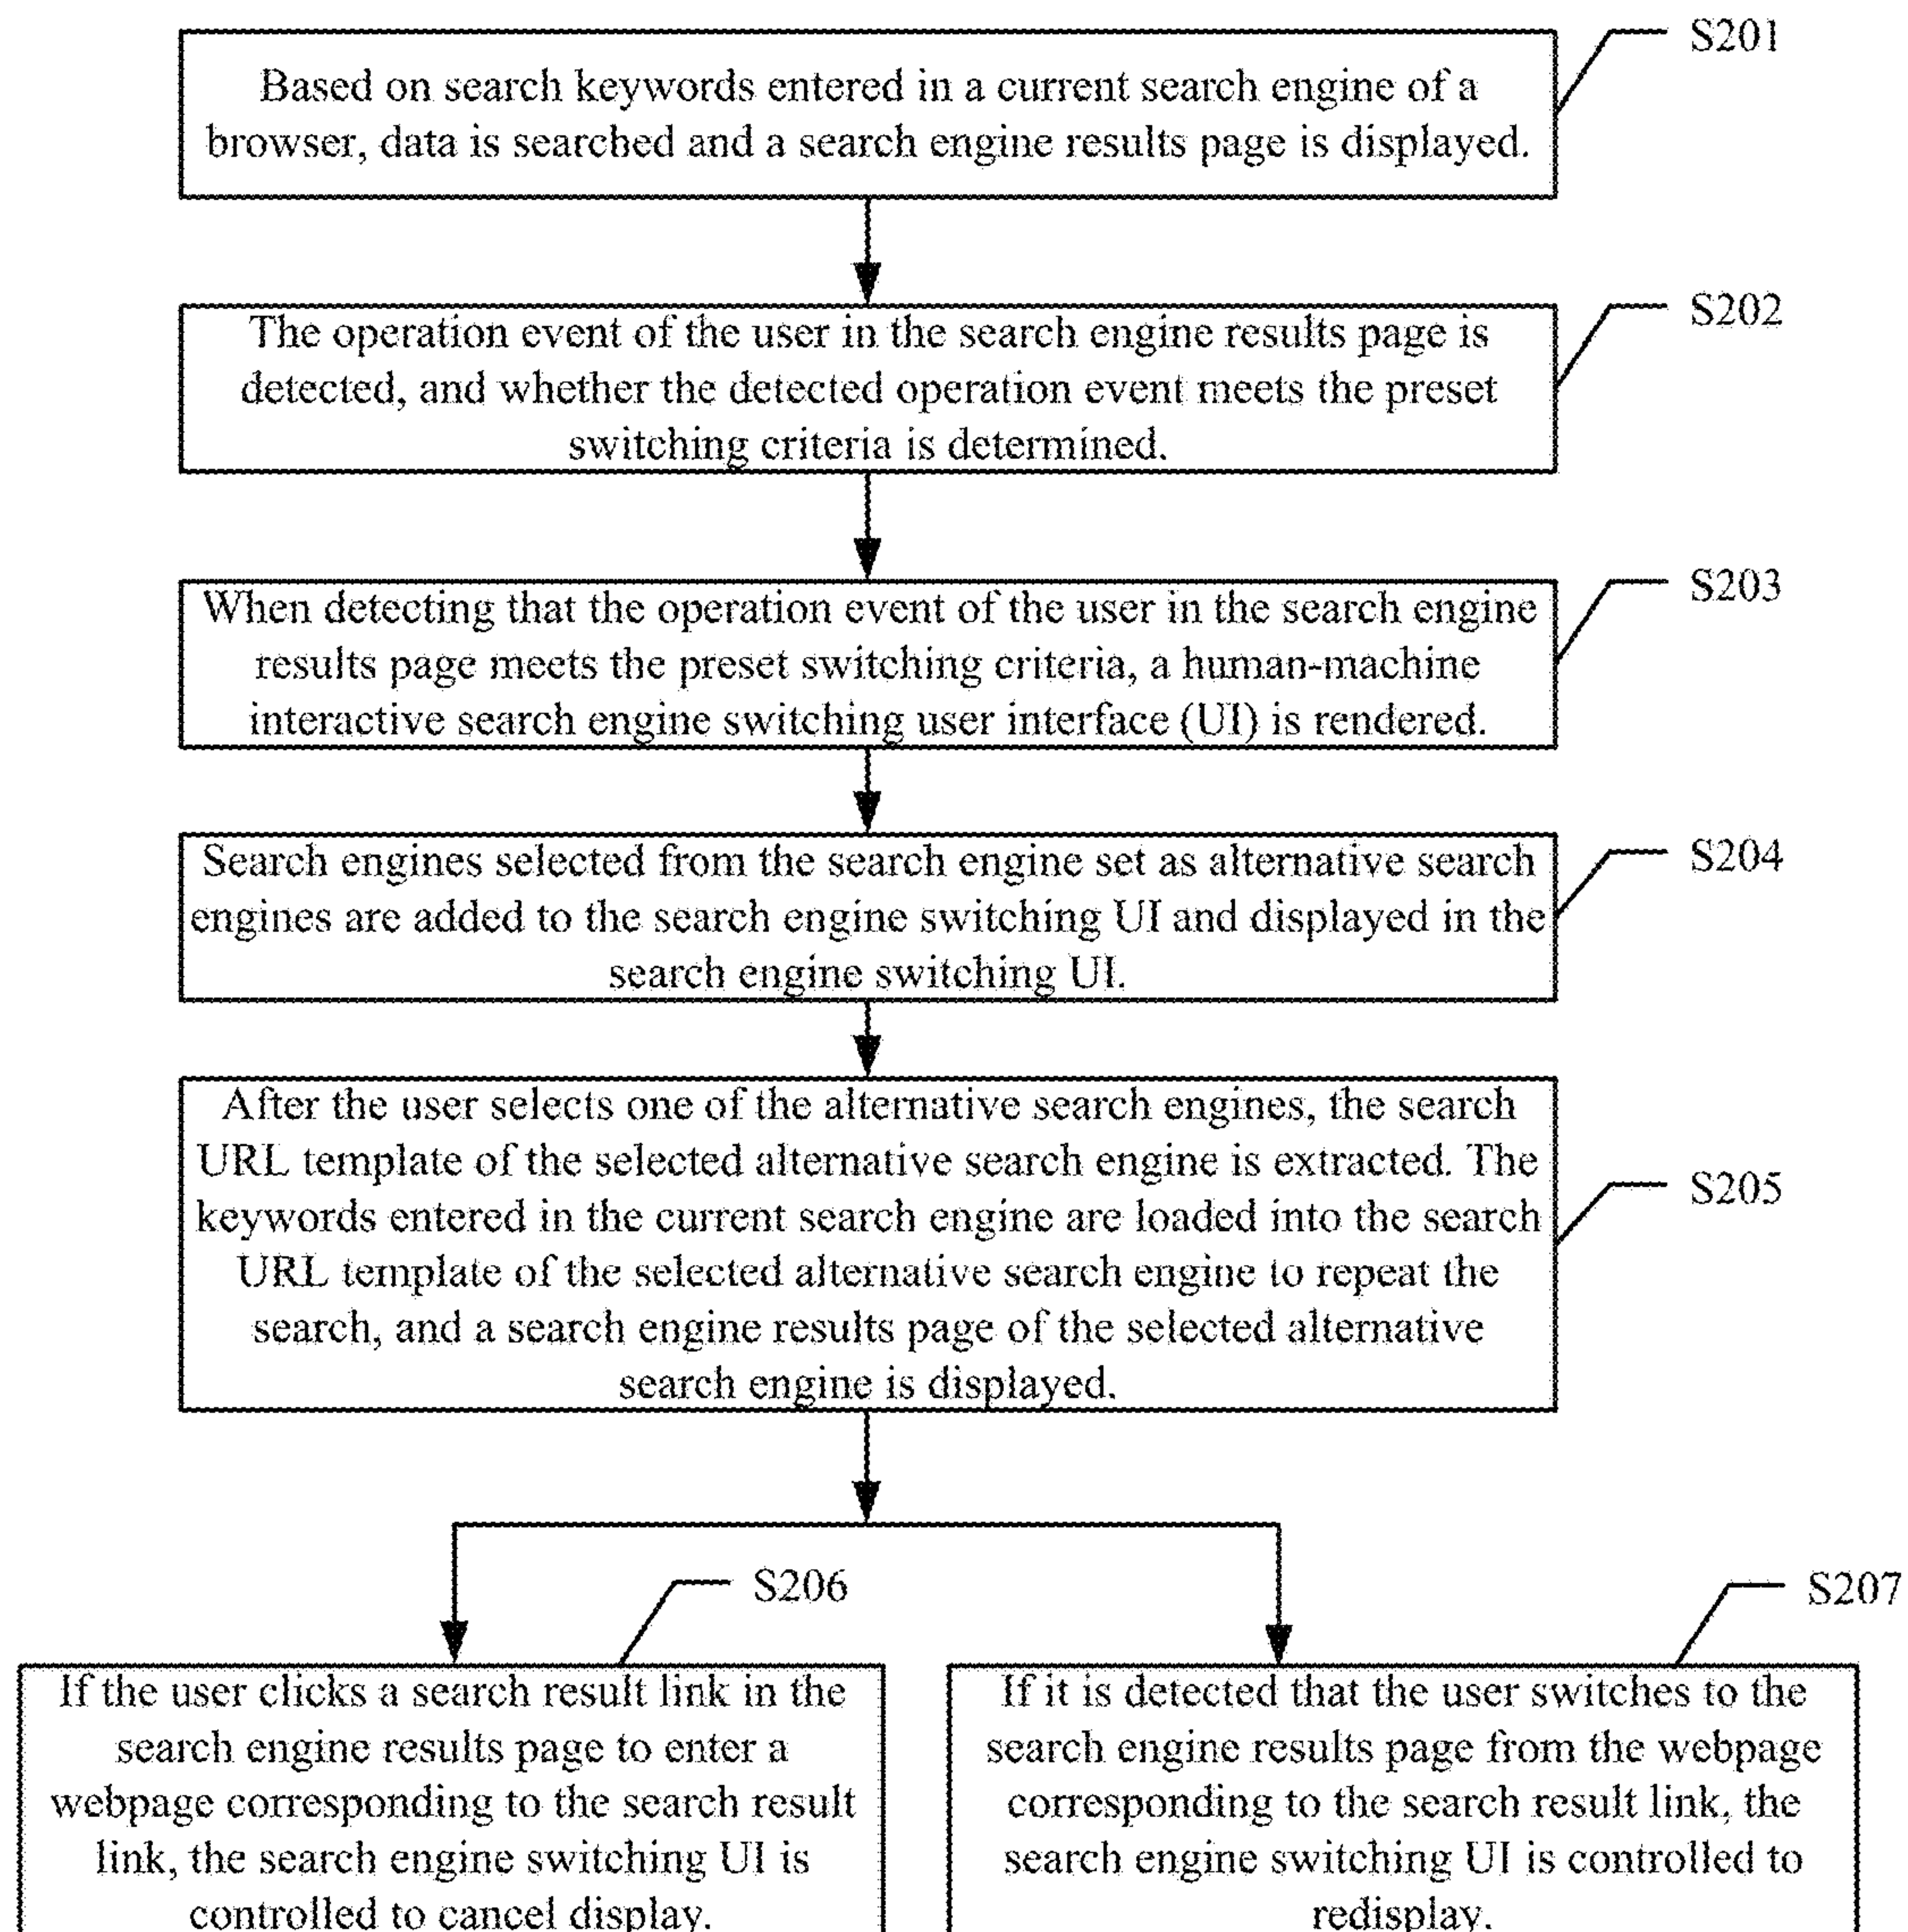 S201
Based on search keywords entered in a current search engine of a
browser, data is searched and a search engine results page is displayed.
S202
The operation event of the user in the search engine results page is
detected, and whether the detected operation event meets the preset
switching criteria is determined.
S203
When detecting that the operation event of the user in the search engine
results page meets the preset switching criteria, a human-machine
interactive search engine switching user interface (UI) is rendered.
S204
Search engines selected from the search engine set as alternative search
engines are added to the search engine switching UI and displayed in the
search engine switching UI.
S205
After the user selects one of the alternative search engines, the search
URL template of the selected alternative search engine is extracted. The
keywords entered in the current search engine are loaded into the search
URL template of the selected alternative search engine to repeat the
search, and a search engine results page of the selected alternative
search engine is displayed.
S206
If the user clicks a search result link in the
search engine results page to enter a
webpage corresponding to the search result
link, the search engine switching UI is
controlled to cancel display.
S207
If it is detected that the user switches to the
search engine results page from the webpage
corresponding to the search result link, the
search engine switching UI is controlled to
redisplay.